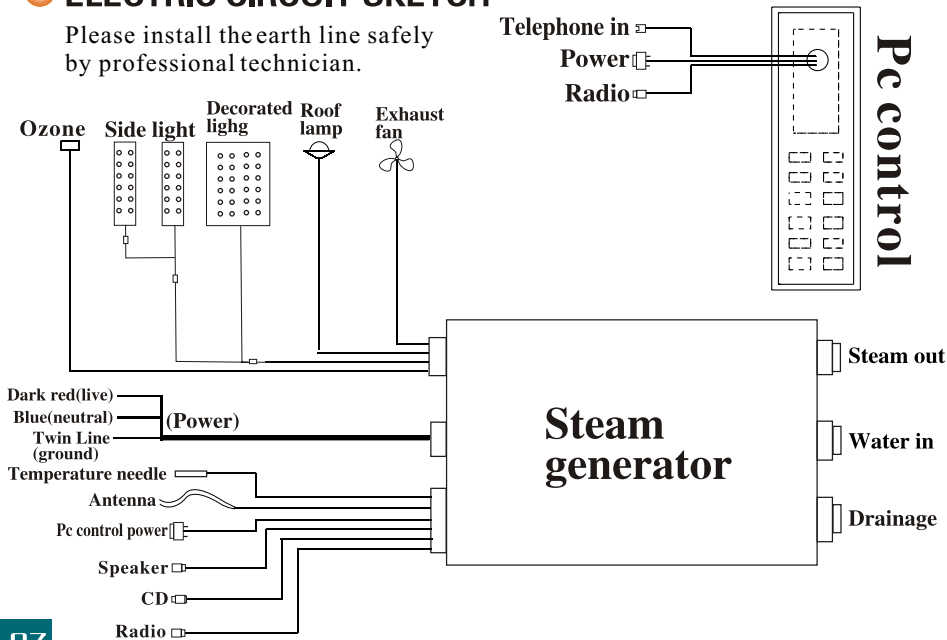 ELECTRIC CIRCUIT SKETCH
Please install the earth line safely
by professional technician.
Telephone in
Power
Radio
Pc control
Ozone
Side light
Decorated
lighg
Roof
lamp
Exhaust
fan
Steam
generator
Steam out
Water in
Drainage
Dark red(live)
Blue(neutral)
Twin Line
(ground)
(Power)
Temperature needle
Antenna
Pc control power
Speaker
CD
Radio